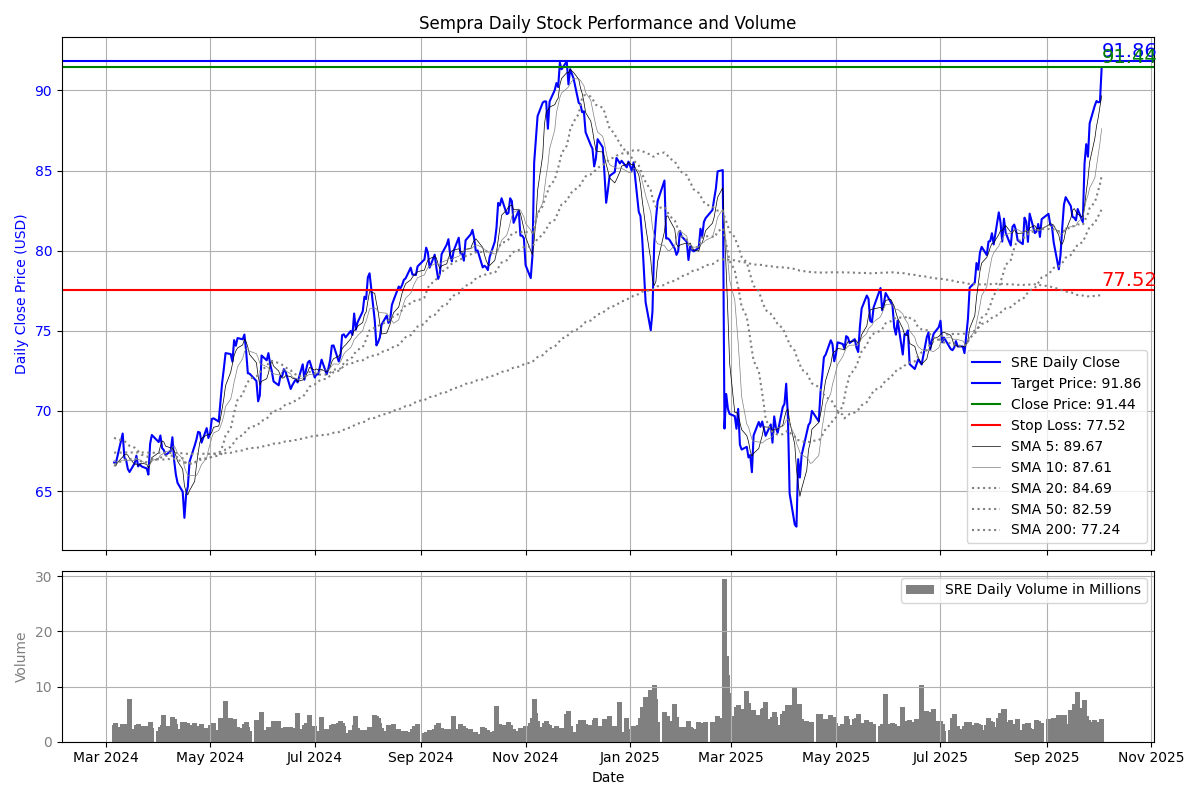 Sempra Daily Stock Performance and Volume
91.86
91.44
90
85
80
77.52
75
70
65
Daily Close Price (USD)
SRE Daily Close
Target Price: 91.86
Close Price: 91.44
Stop Loss: 77.52
SMA 5: 89.67
SMA 10: 87.61
SMA 20: 84.69
SMA 50: 82.59
SMA 200: 77.24
30
20
10
0
Volume
SRE Daily Volume in Millions
Mar 2024 May 2024 Jul 2024 Sep 2024 Nov 2024 Jan 2025 Mar 2025 May 2025 Jul 2025 Sep 2025 Nov 2025
Date